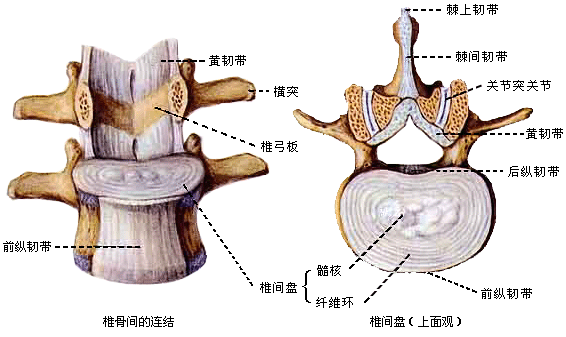 黄韧带
横突
椎弓板
前纵韧带
椎间盘
髓核
纤维环
椎骨间的连结
棘上韧带
棘间韧带
关节突关节
黄韧带
后纵韧带
前纵韧带
椎间盘（上面观）